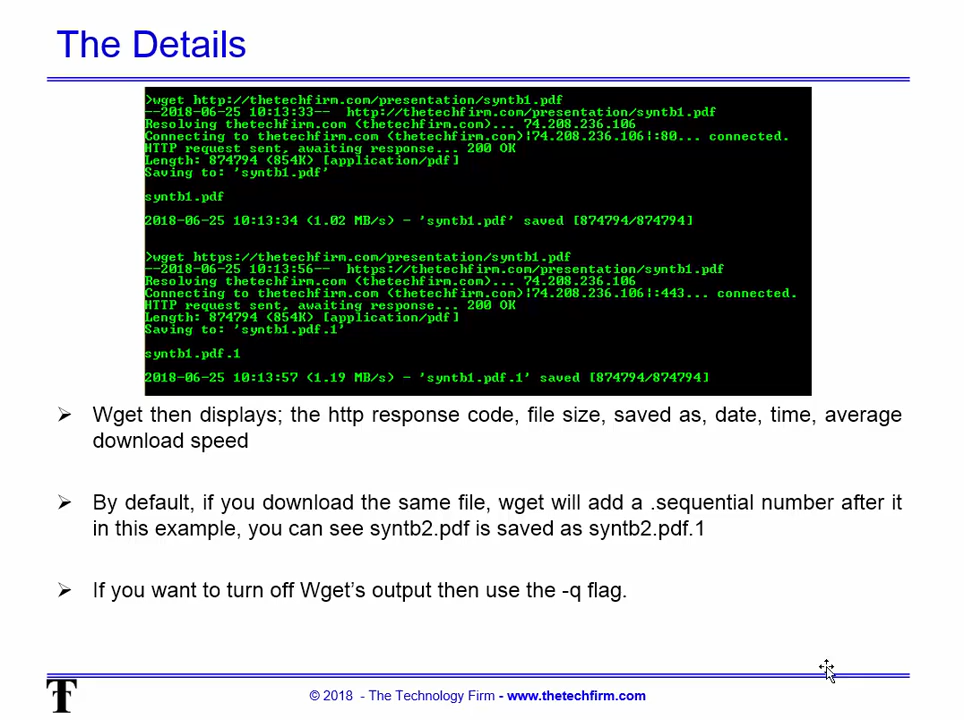 The Details
>wget http://thetechfirm.com/presentation/syntb1.pdf
--2018-06-25 10:13:33-- http://thetechfirm.com/presentation/syntb1.pdf
Resolving thetechfirm.com (thetechfirm.com)... 74.208.236.106
Connecting to thetechfirm.com (thetechfirm.com)|74.208.236.106|:80... connected.
HTTP request sent, awaiting response... 200 OK
Length: 874794 (854K) [application/pdf]
Saving to: 'syntb1.pdf'
syntb1.pdf
2018-06-25 10:13:34 (1.02 MB/s) - 'syntb1.pdf' saved [874794/874794]
>wget https://thetechfirm.com/presentation/syntb1.pdf
--2018-06-25 10:13:56-- https://thetechfirm.com/presentation/syntb1.pdf
Resolving thetechfirm.com (thetechfirm.com)... 74.208.236.106
Connecting to thetechfirm.com (thetechfirm.com)|74.208.236.106|:443... connected.
HTTP request sent, awaiting response... 200 OK
Length: 874794 (854K) [application/pdf]
Saving to: 'syntb1.pdf.1'
syntb1.pdf.1
2018-06-25 10:13:57 (1.19 MB/s) - 'syntb1.pdf.1' saved [874794/874794]
➢ Wget then displays; the http response code, file size, saved as, date, time, average
download speed
➢ By default, if you download the same file, wget will add a .sequential number after it
in this example, you can see syntb2.pdf is saved as syntb2.pdf.1
➢ If you want to turn off Wget's output then use the -q flag.
TT
© 2018 - The Technology Firm - www.thetechfirm.com